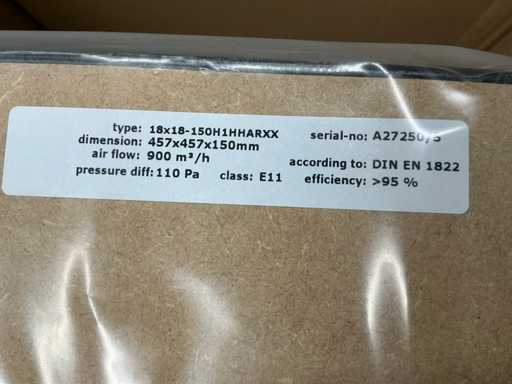 type: 18x18-150H1HHARXX serial-no: A27250/5
dimension: 457x457x150mm
air flow: 900 m³/h according to: DIN EN 1822
pressure diff: 110 Pa class: E11 efficiency: >95 %